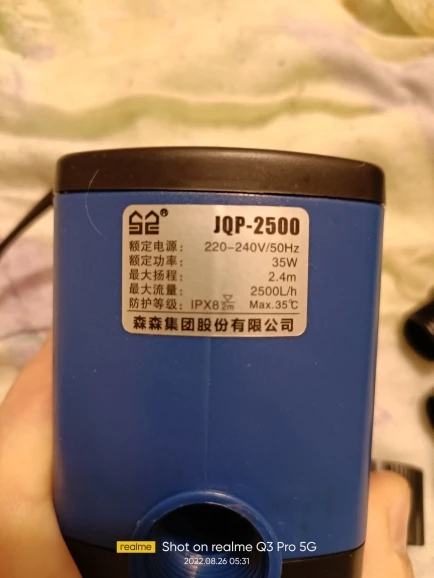 JQP-2500
额定电源: 220-240V/50Hz
额定功率: 35W
最大扬程: 2.4m
最大流量: 2500L/h
防护等级: IPX8 2m Max.35℃
森森集团股份有限公司
realme Shot on realme Q3 Pro 5G
2022.08.26 05:31